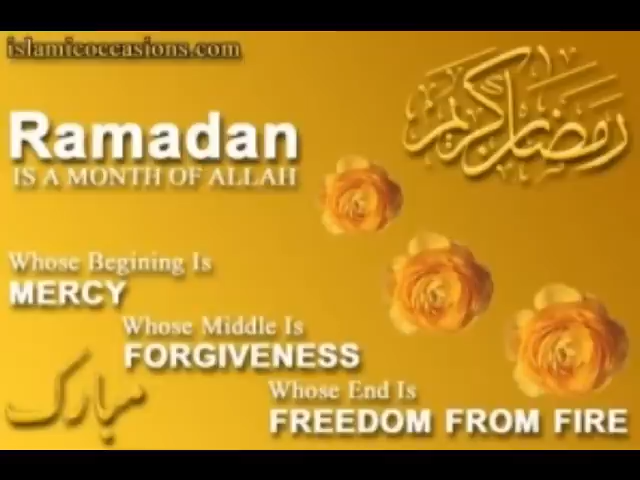 islamicoccasions.com
رمضان كريم
Ramadan
IS A MONTH OF ALLAH
Whose Begining Is
MERCY
Whose Middle Is
FORGIVENESS
Whose End Is
FREEDOM FROM FIRE
مبارك